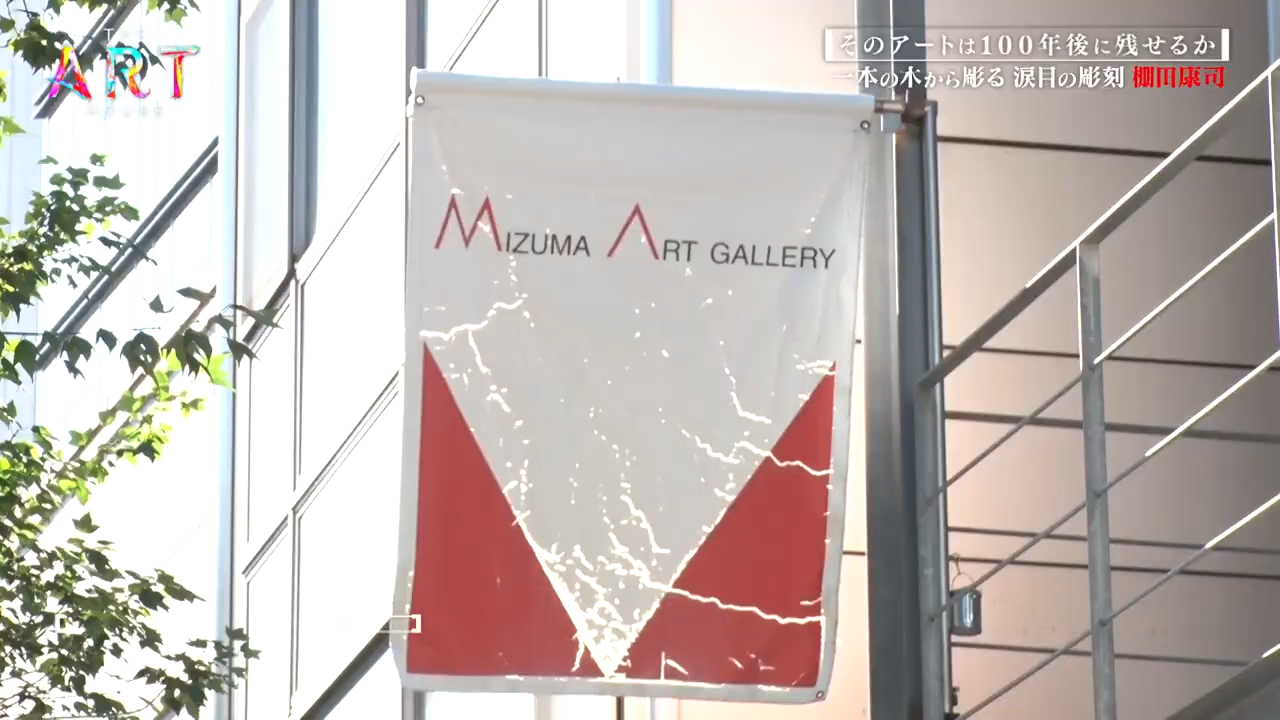 THE
ART
そのアートは100年後に残せるか
一本の木から彫る 涙目の彫刻 棚田康司
MIZUMA ART GALLERY